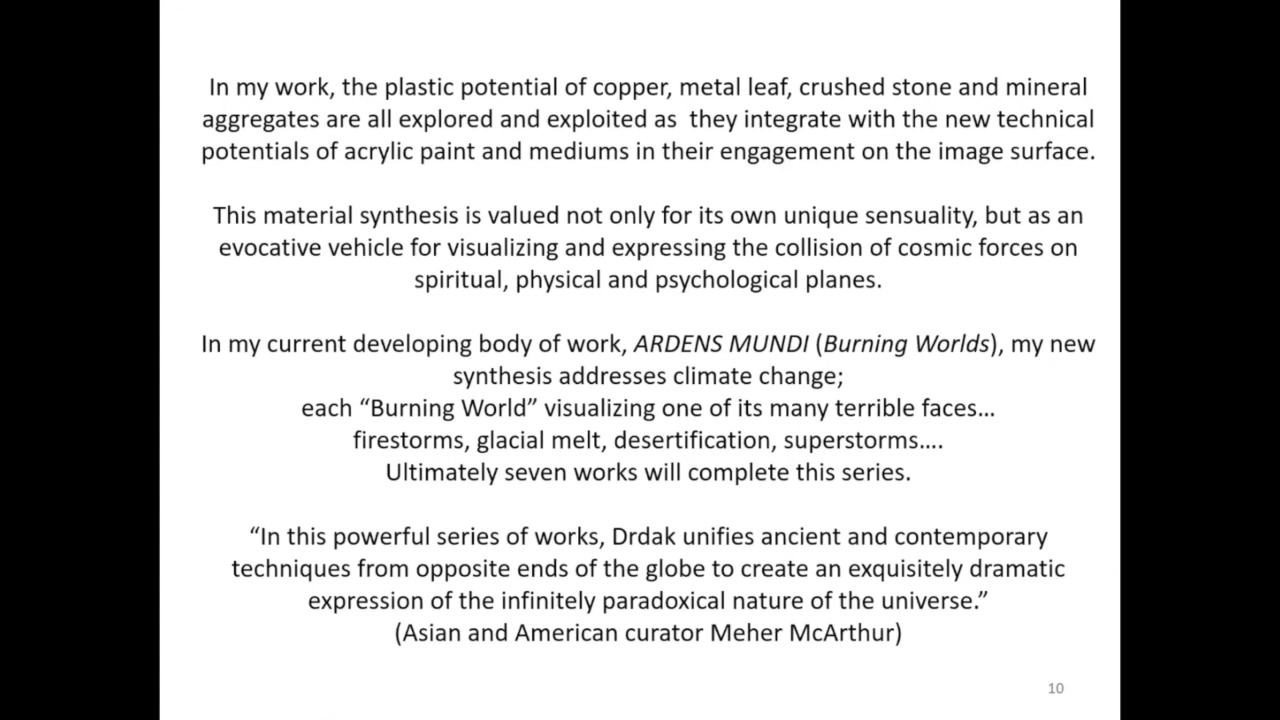 In my work, the plastic potential of copper, metal leaf, crushed stone and mineral
aggregates are all explored and exploited as  they integrate with the new technical
potentials of acrylic paint and mediums in their engagement on the image surface.
This material synthesis is valued not only for its own unique sensuality, but as an
evocative vehicle for visualizing and expressing the collision of cosmic forces on
spiritual, physical and psychological planes.
In my current developing body of work, ARDENS MUNDI (Burning Worlds), my new
synthesis addresses climate change;
each “Burning World” visualizing one of its many terrible faces…
firestorms, glacial melt, desertification, superstorms….
Ultimately seven works will complete this series.
“In this powerful series of works, Drdak unifies ancient and contemporary
techniques from opposite ends of the globe to create an exquisitely dramatic
expression of the infinitely paradoxical nature of the universe.”
(Asian and American curator Meher McArthur)
10